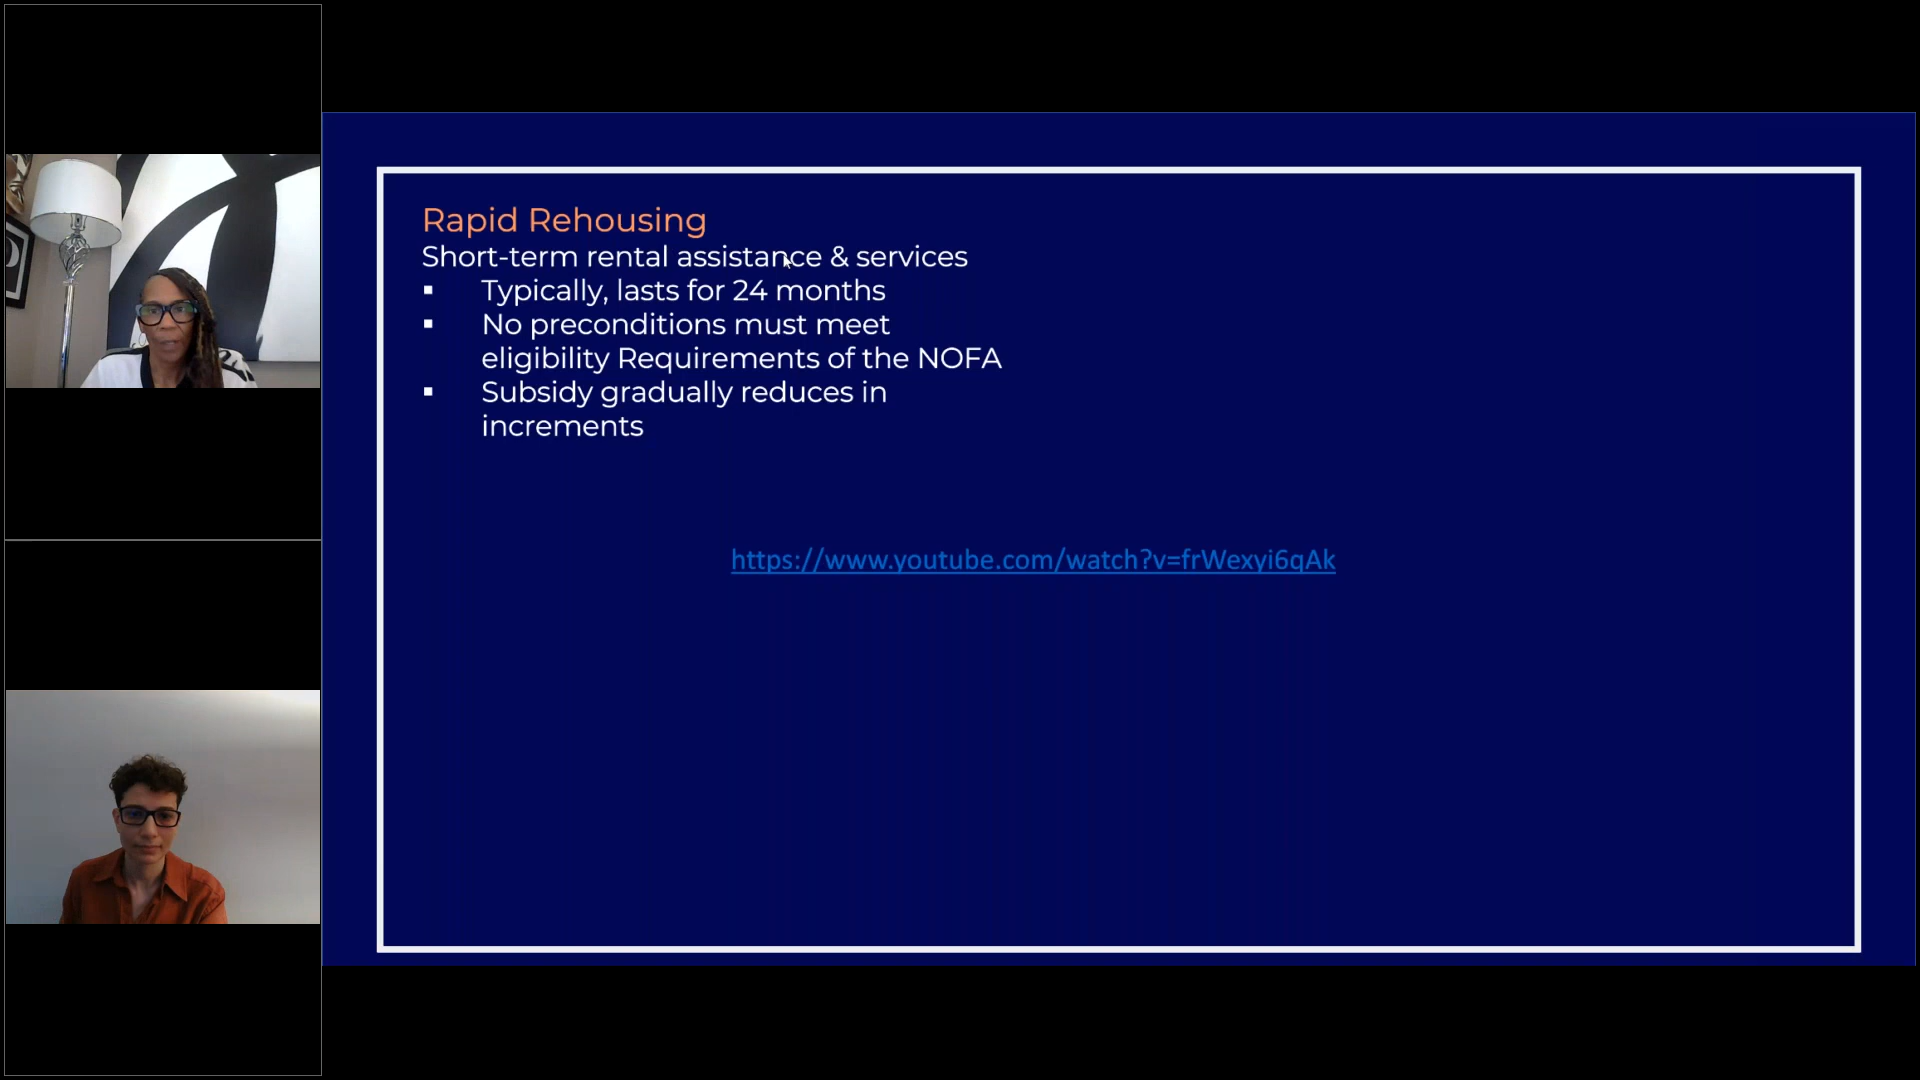 Rapid Rehousing
Short-term rental assistance & services
▪ Typically, lasts for 24 months
▪ No preconditions must meet
eligibility Requirements of the NOFA
▪ Subsidy gradually reduces in
increments
https://www.youtube.com/watch?v=frWexyi6qAk